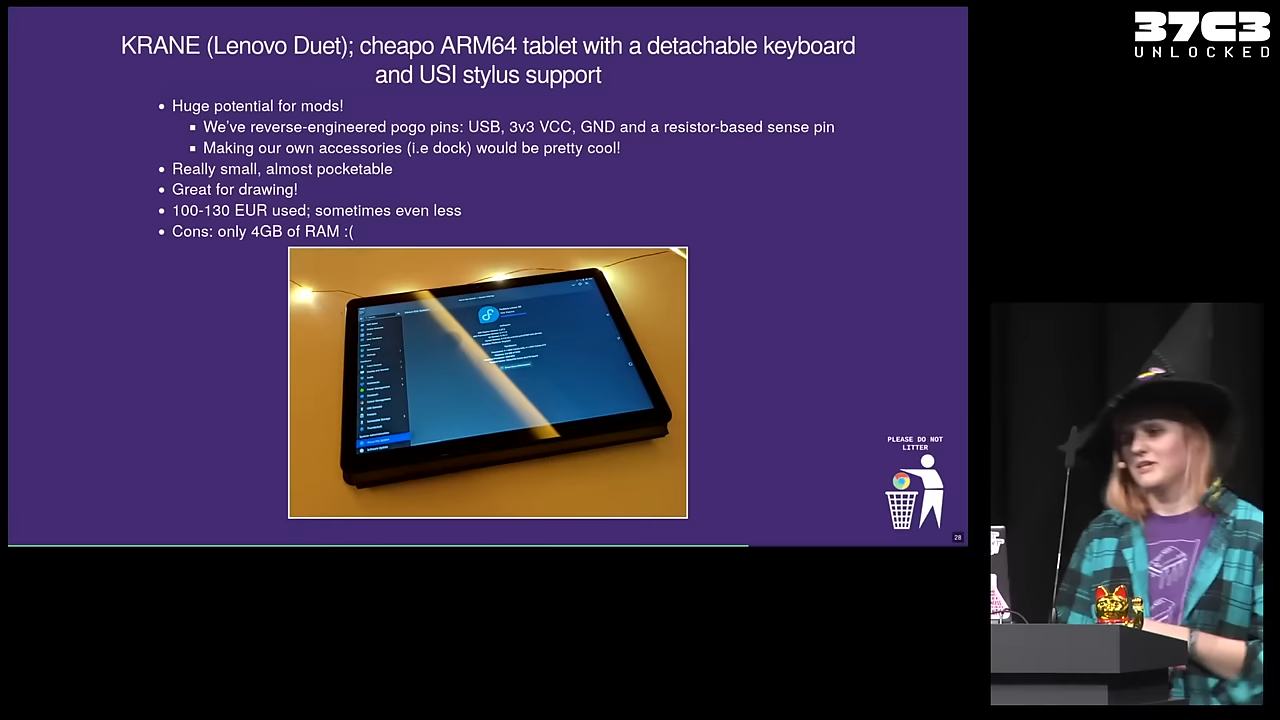 37C3
UNLOCKED
KRANE (Lenovo Duet); cheapo ARM64 tablet with a detachable keyboard
and USI stylus support
Huge potential for mods!
We've reverse-engineered pogo pins: USB, 3v3 VCC, GND and a resistor-based sense pin
Making our own accessories (i.e dock) would be pretty cool!
Really small, almost pocketable
Great for drawing!
100-130 EUR used; sometimes even less
Cons: only 4GB of RAM :(
PLEASE DO NOT
LITTER
28